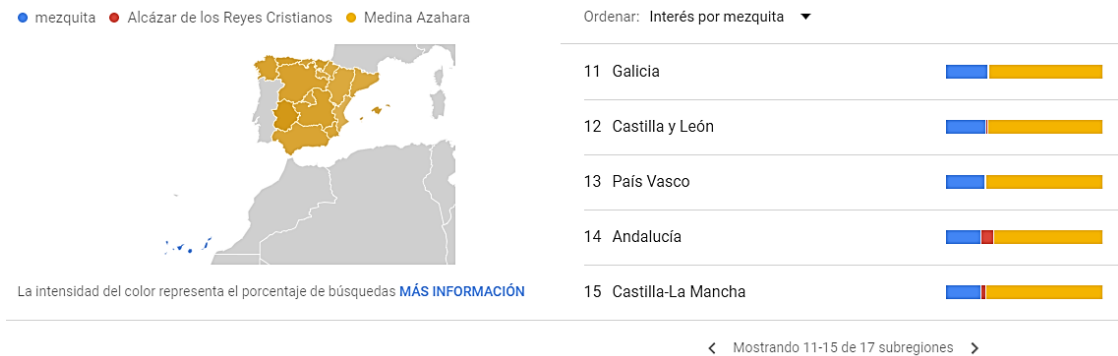 mezquita Alcázar de los Reyes Cristianos Medina Azahara
Ordenar: Interés por mezquita
11 Galicia
12 Castilla y León
13 País Vasco
14 Andalucía
15 Castilla-La Mancha
La intensidad del color representa el porcentaje de búsquedas MÁS INFORMACIÓN
Mostrando 11-15 de 17 subregiones